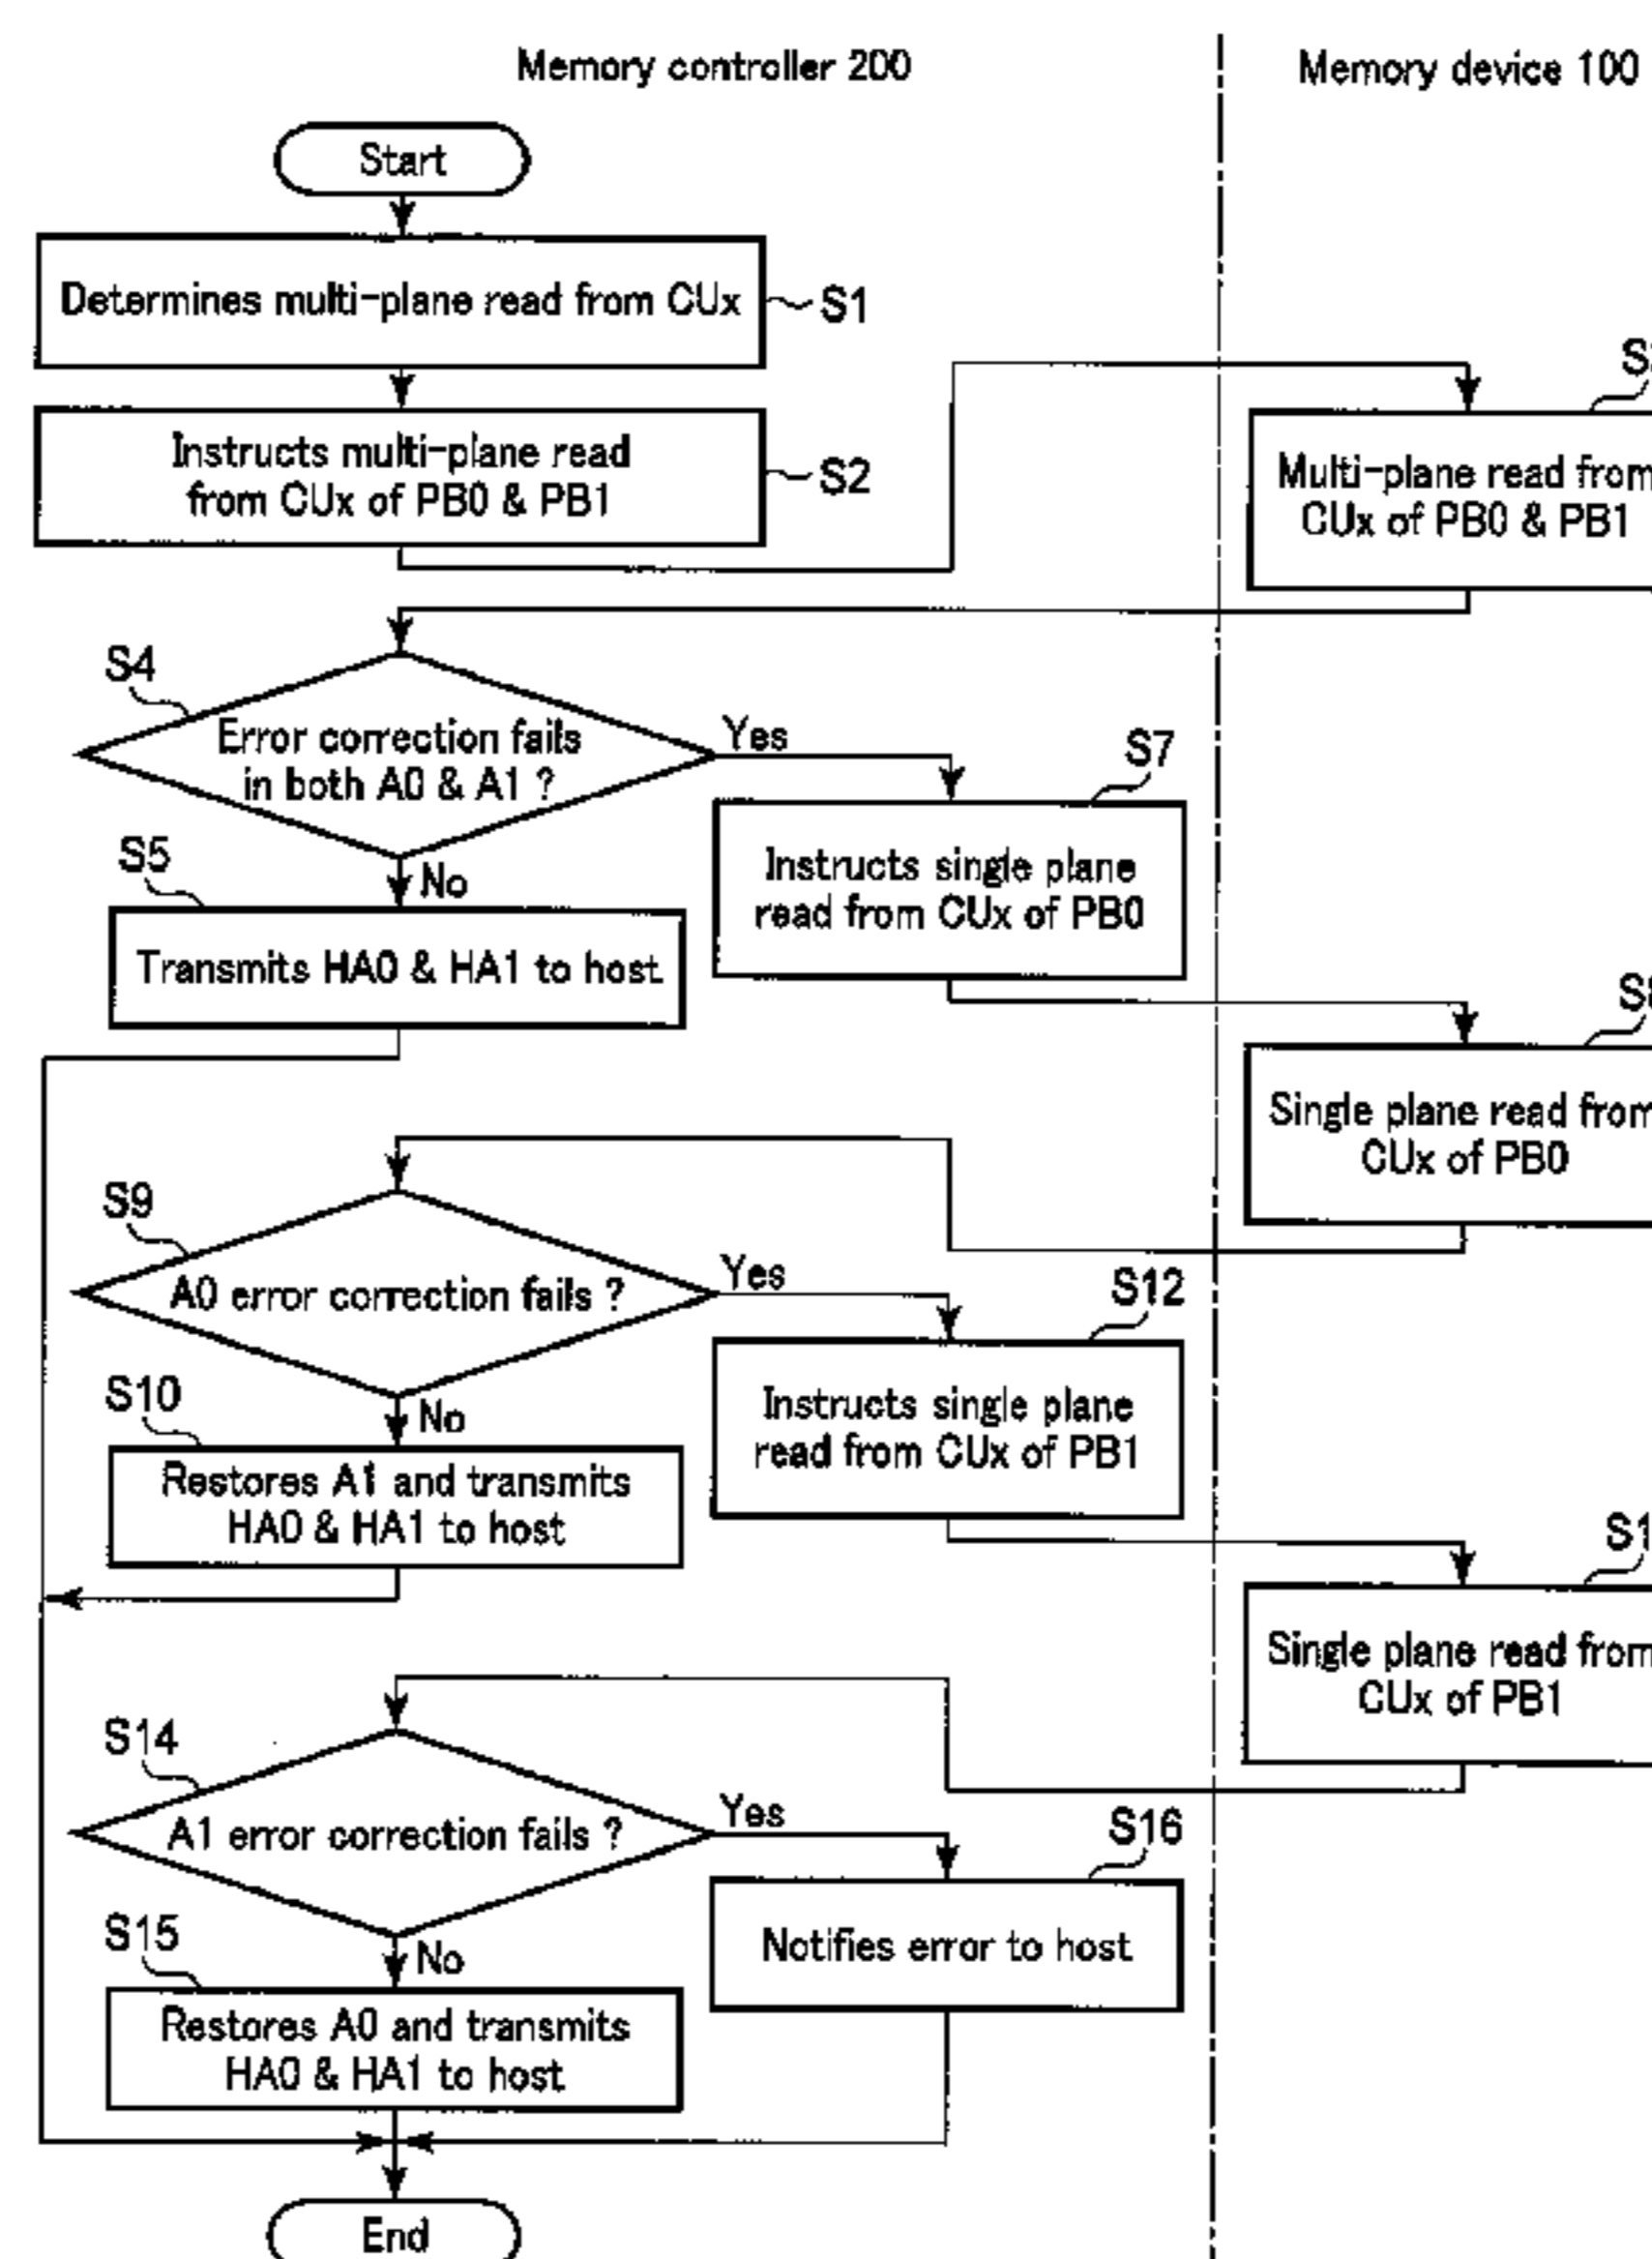 Memory controller 200
Memory device 100
Start
Determines multi-plane read from CUx
S1
Instructs multi-plane read
from CUx of PB0 & PB1
S2
Multi-plane read from
CUx of PB0 & PB1
S4
Error correction fails
in both A0 & A1 ?
Yes
S7
Instructs single plane
read from CUx of PB0
No
S5
Transmits HA0 & HA1 to host
Single plane read from
CUx of PB0
S9
A0 error correction fails ?
Yes
S12
Instructs single plane
read from CUx of PB1
No
S10
Restores A1 and transmits
HA0 & HA1 to host
Single plane read from
CUx of PB1
S14
A1 error correction fails ?
Yes
S16
Notifies error to host
No
S15
Restores A0 and transmits
HA0 & HA1 to host
End